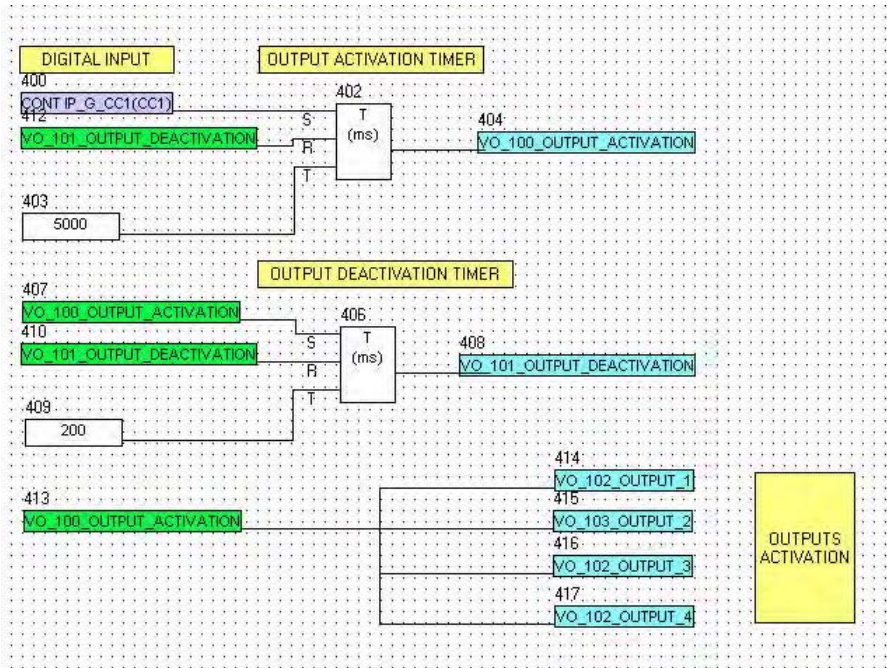 DIGITAL INPUT
OUTPUT ACTIVATION TIMER
400
CONT IP_G_CC1(CC1)
402
T
(ms)
S
R
T
412
VO_101_OUTPUT_DEACTIVATION
404
VO_100_OUTPUT_ACTIVATION
403
5000
OUTPUT DEACTIVATION TIMER
407
VO_100_OUTPUT_ACTIVATION
406
T
(ms)
S
R
T
410
VO_101_OUTPUT_DEACTIVATION
408
VO_101_OUTPUT_DEACTIVATION
409
200
413
VO_100_OUTPUT_ACTIVATION
414
VO_102_OUTPUT_1
415
VO_103_OUTPUT_2
416
VO_102_OUTPUT_3
417
VO_102_OUTPUT_4
OUTPUTS
ACTIVATION